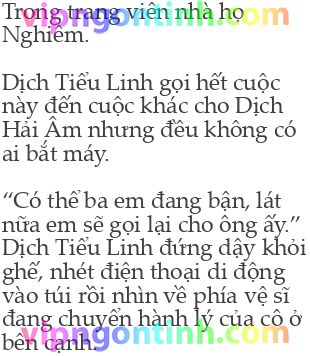 Trong trang viên nhà họ
Nghiêm.
Dịch Tiểu Linh gọi hết cuộc
này đến cuộc khác cho Dịch
Hải Âm nhưng đều không có
ai bắt máy.
“Có thể ba em đang bận, lát
nữa em sẽ gọi lại cho ông ấy.”
Dịch Tiểu Linh đứng dậy khỏi
ghế, nhét điện thoại di động
vào túi rồi nhìn về phía vệ sĩ
đang chuyển hành lý của cô ở
bên cạnh.
vipngontinh.com
vipngontinh.com